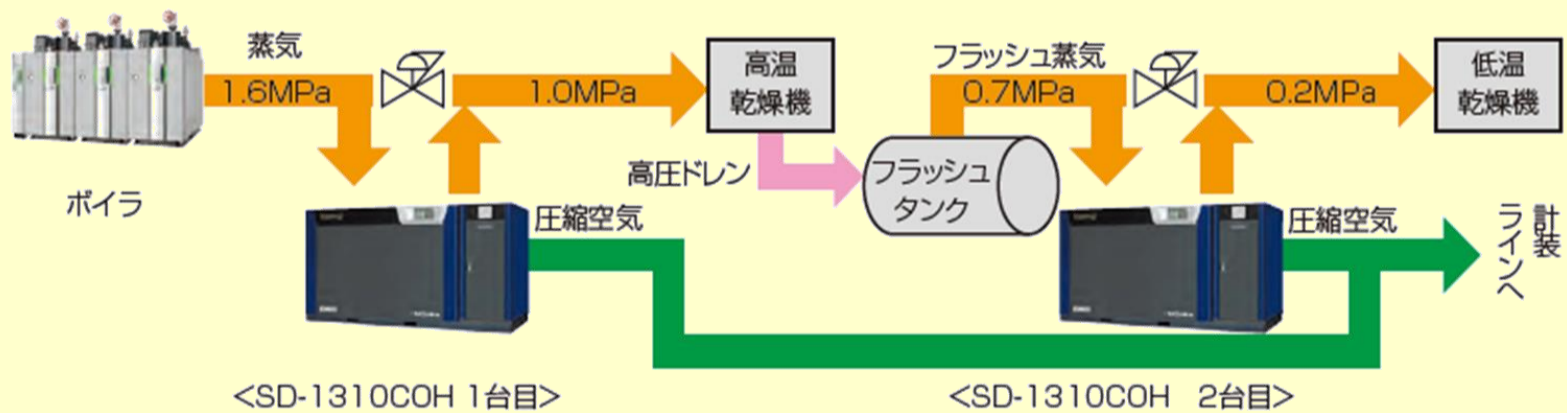 蒸気
1.6MPa
1.0MPa
高温
乾燥機
フラッシュ蒸気
0.7MPa
0.2MPa
低温
乾燥機
ボイラ
高圧ドレン
フラッシュ
タンク
圧縮空気
圧縮空気
計装
ラインへ
<SD-1310COH 1台目>
<SD-1310COH 2台目>